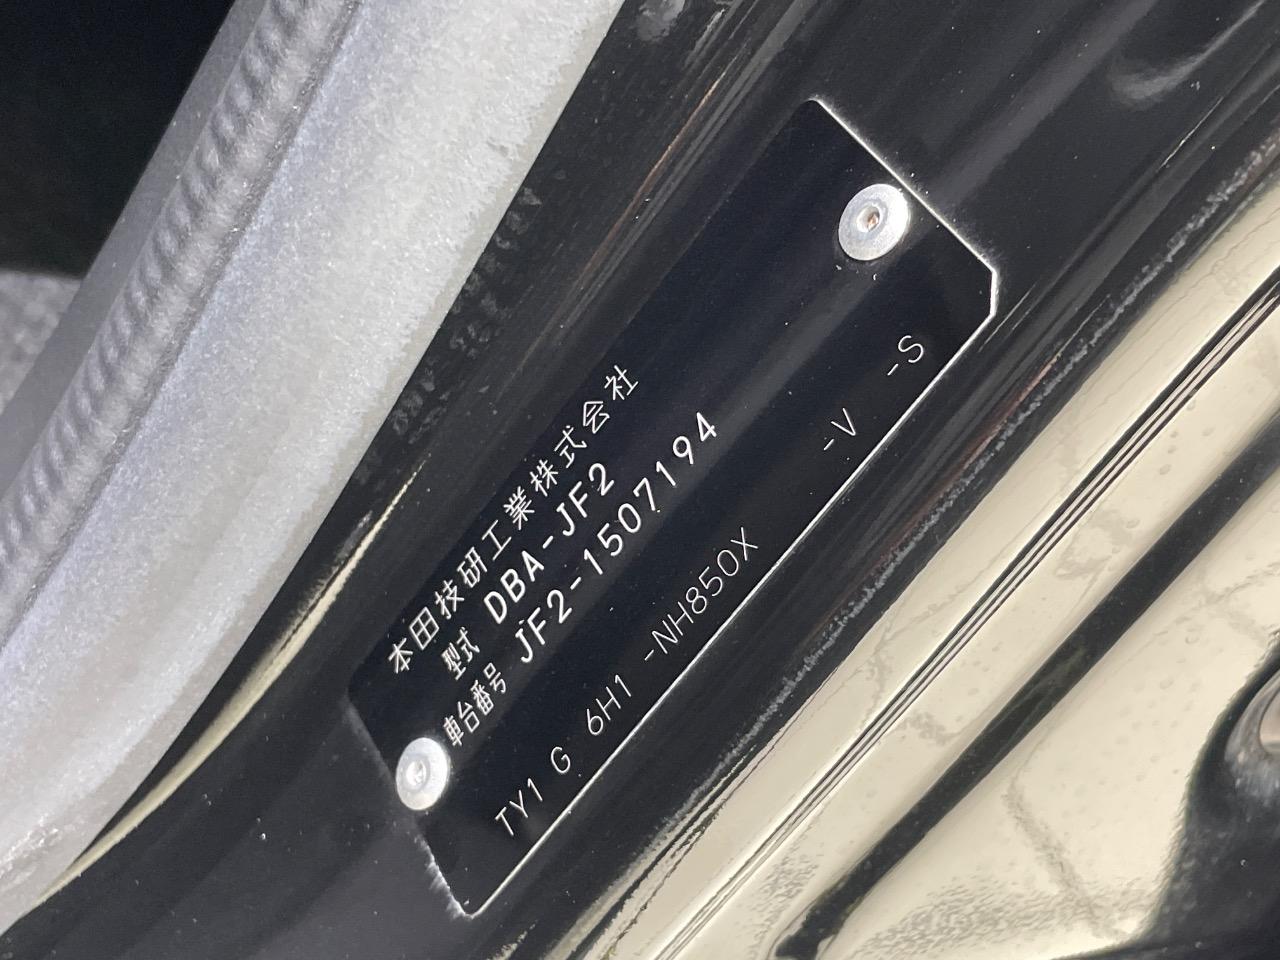 本田技研工業株式会社
型式 DBA-JF2
車台番号 JF2-1507194
TY1 G 6H1 -NH850X -V -S